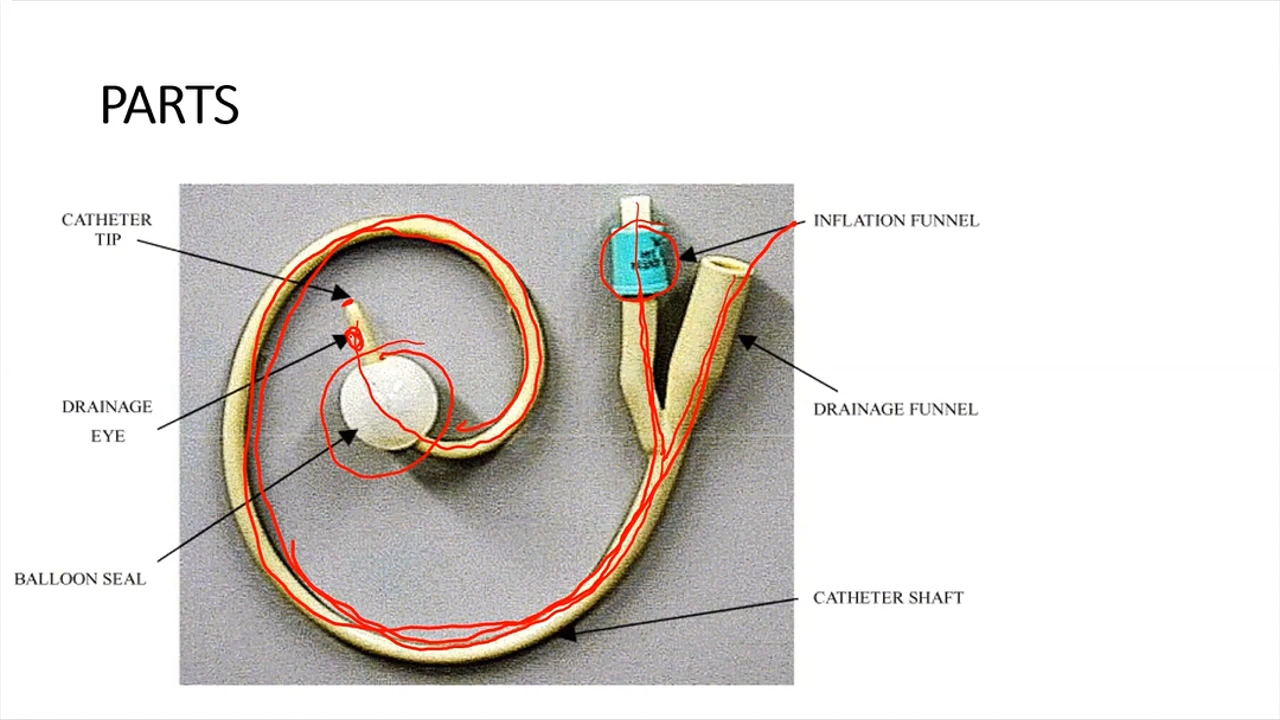 PARTS
CATHETER
TIP
INFLATION FUNNEL
DRAINAGE
EYE
DRAINAGE FUNNEL
BALLOON SEAL
CATHETER SHAFT